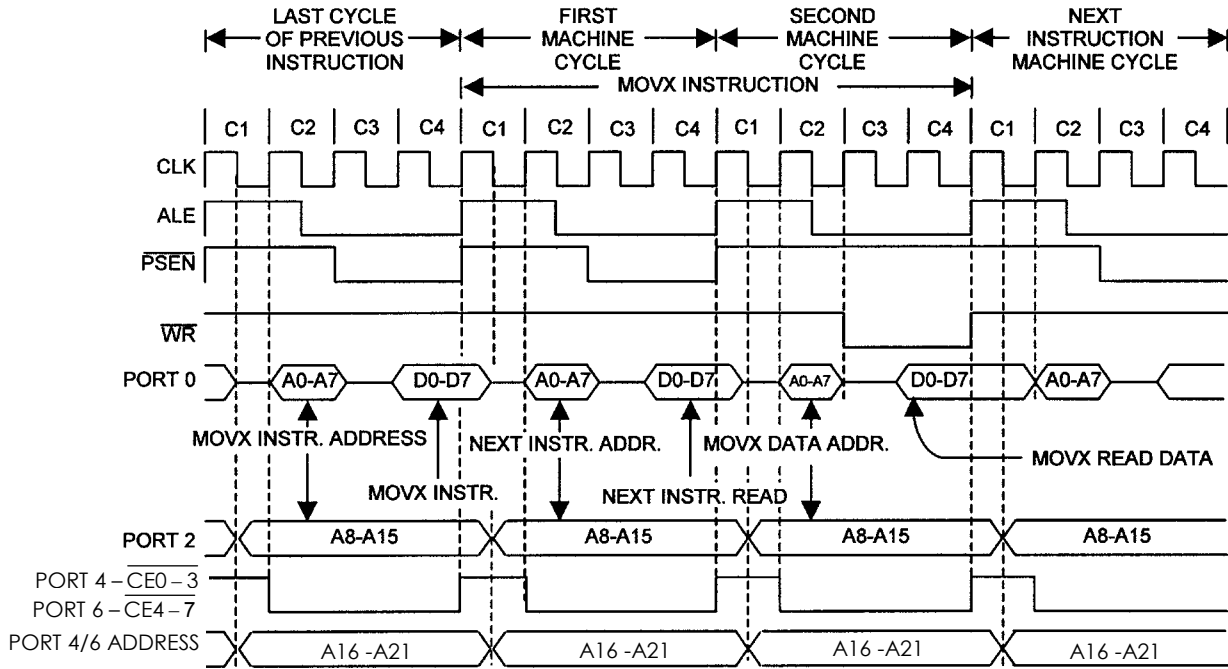 LAST CYCLE OF PREVIOUS INSTRUCTION
FIRST MACHINE CYCLE
SECOND MACHINE CYCLE
NEXT INSTRUCTION MACHINE CYCLE
MOVX INSTRUCTION
C1 C2 C3 C4 C1 C2 C3 C4 C1 C2 C3 C4 C1 C2 C3 C4
CLK
ALE
PSEN
WR
PORT 0 A0-A7 D0-D7 A0-A7 D0-D7 A0-A7 D0-D7 A0-A7
MOVX INSTR. ADDRESS NEXT INSTR. ADDR. MOVX DATA ADDR.
MOVX READ DATA
MOVX INSTR. NEXT INSTR. READ
PORT 2 A8-A15 A8-A15 A8-A15 A8-A15
PORT 4 – CE0 – 3
PORT 6 – CE4 – 7
PORT 4/6 ADDRESS A16 -A21 A16 -A21 A16 -A21 A16 -A21